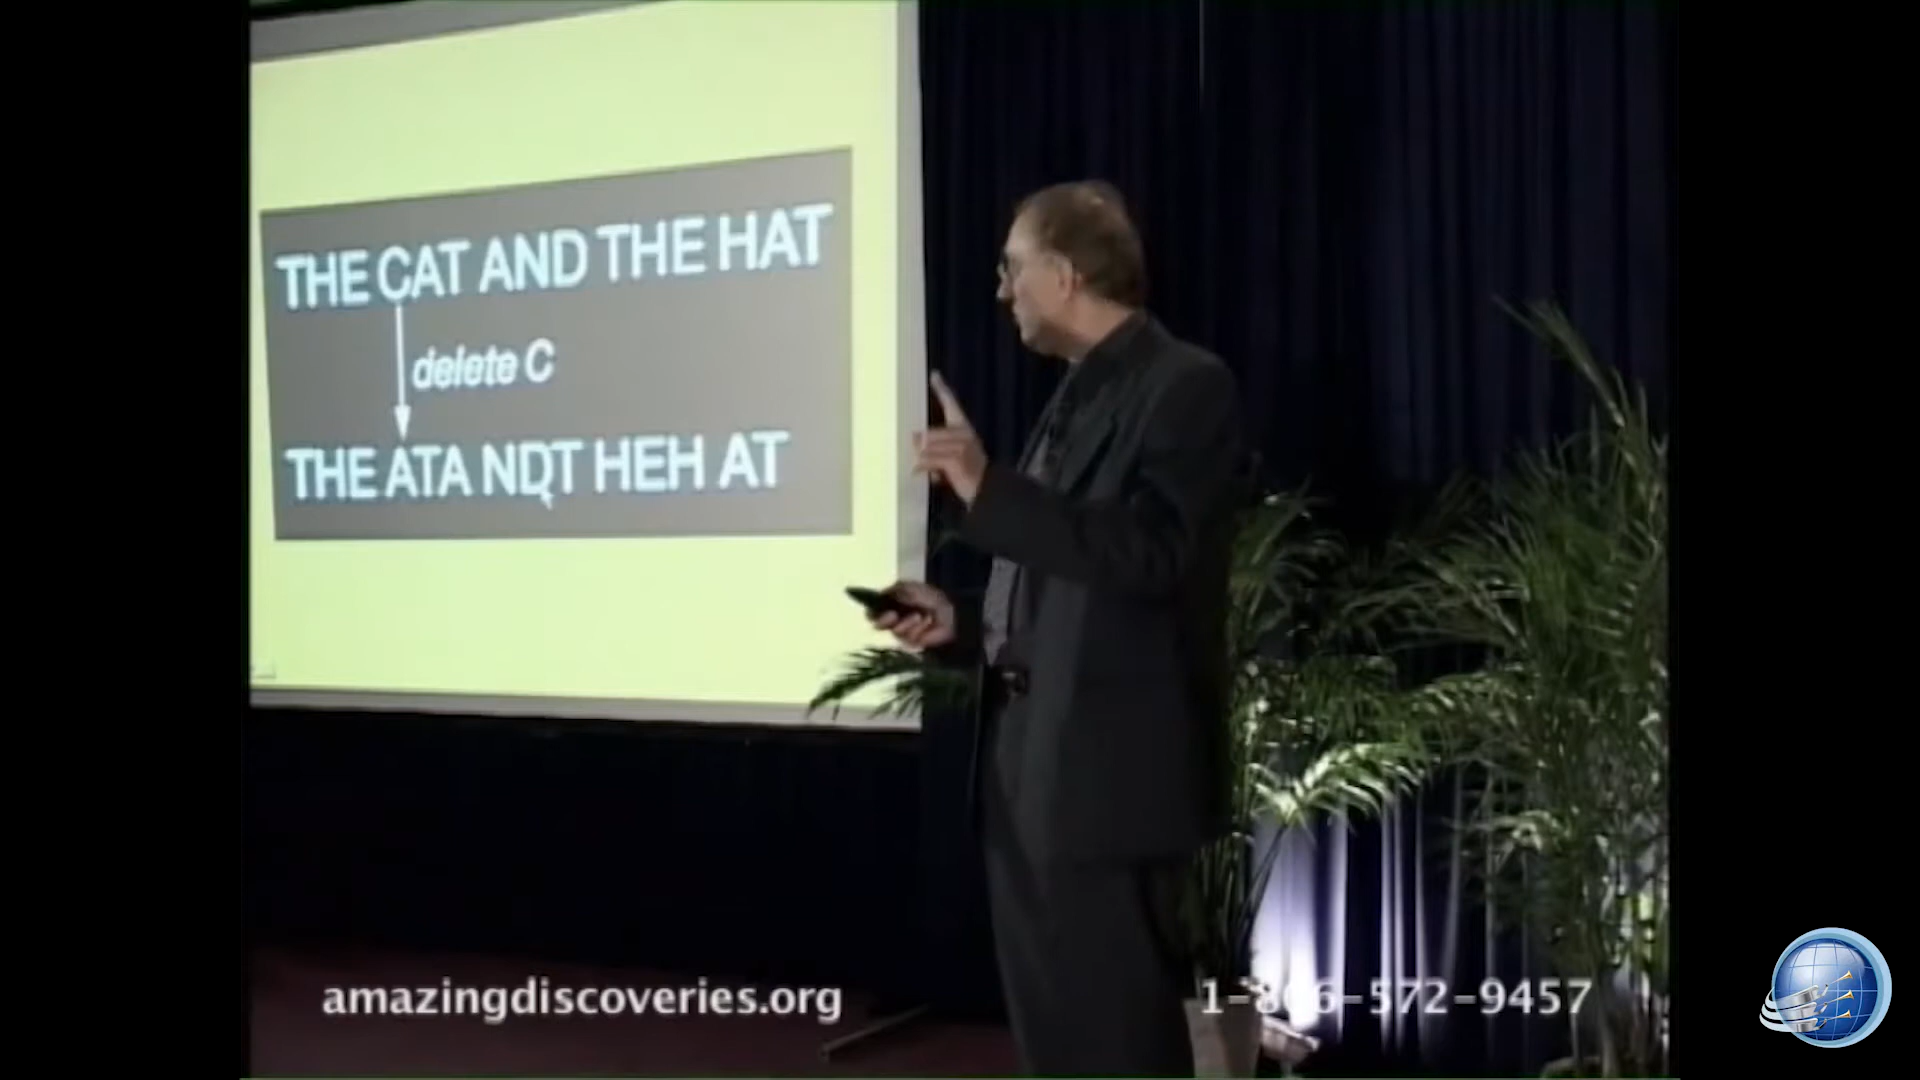 THE CAT AND THE HAT
delete C
THE ATA NDT HEH AT
amazingdiscoveries.org
1-866-572-9457